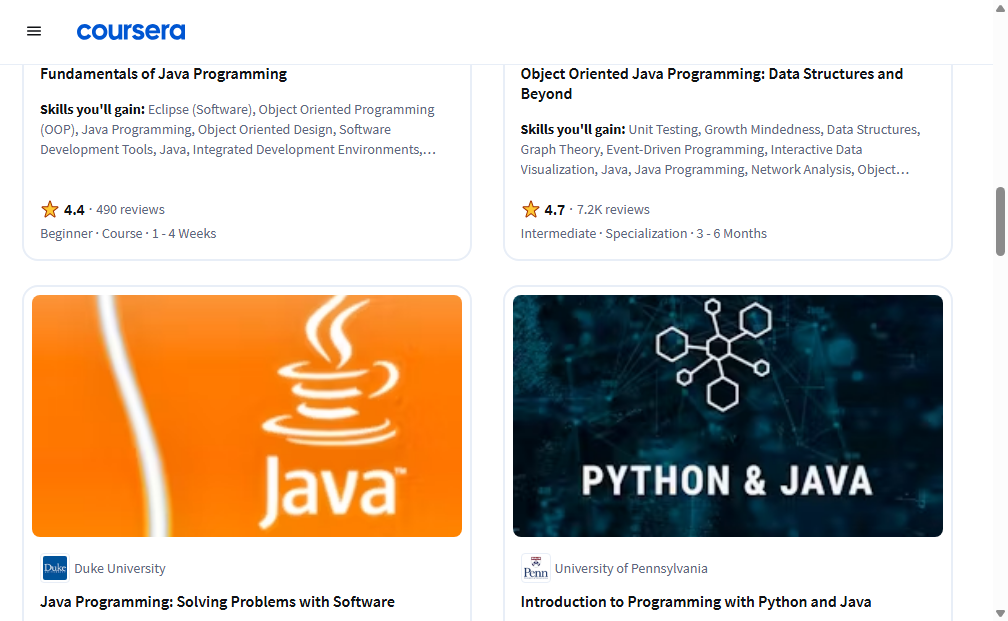 coursera
Fundamentals of Java Programming
Skills you'll gain: Eclipse (Software), Object Oriented Programming
(OOP), Java Programming, Object Oriented Design, Software
Development Tools, Java, Integrated Development Environments,...
4.4 · 490 reviews
Beginner · Course · 1 - 4 Weeks
Object Oriented Java Programming: Data Structures and
Beyond
Skills you'll gain: Unit Testing, Growth Mindedness, Data Structures,
Graph Theory, Event-Driven Programming, Interactive Data
Visualization, Java, Java Programming, Network Analysis, Object...
4.7 · 7.2K reviews
Intermediate · Specialization · 3 - 6 Months
Java™
Duke
Duke University
Java Programming: Solving Problems with Software
PYTHON & JAVA
Penn
University of Pennsylvania
Introduction to Programming with Python and Java